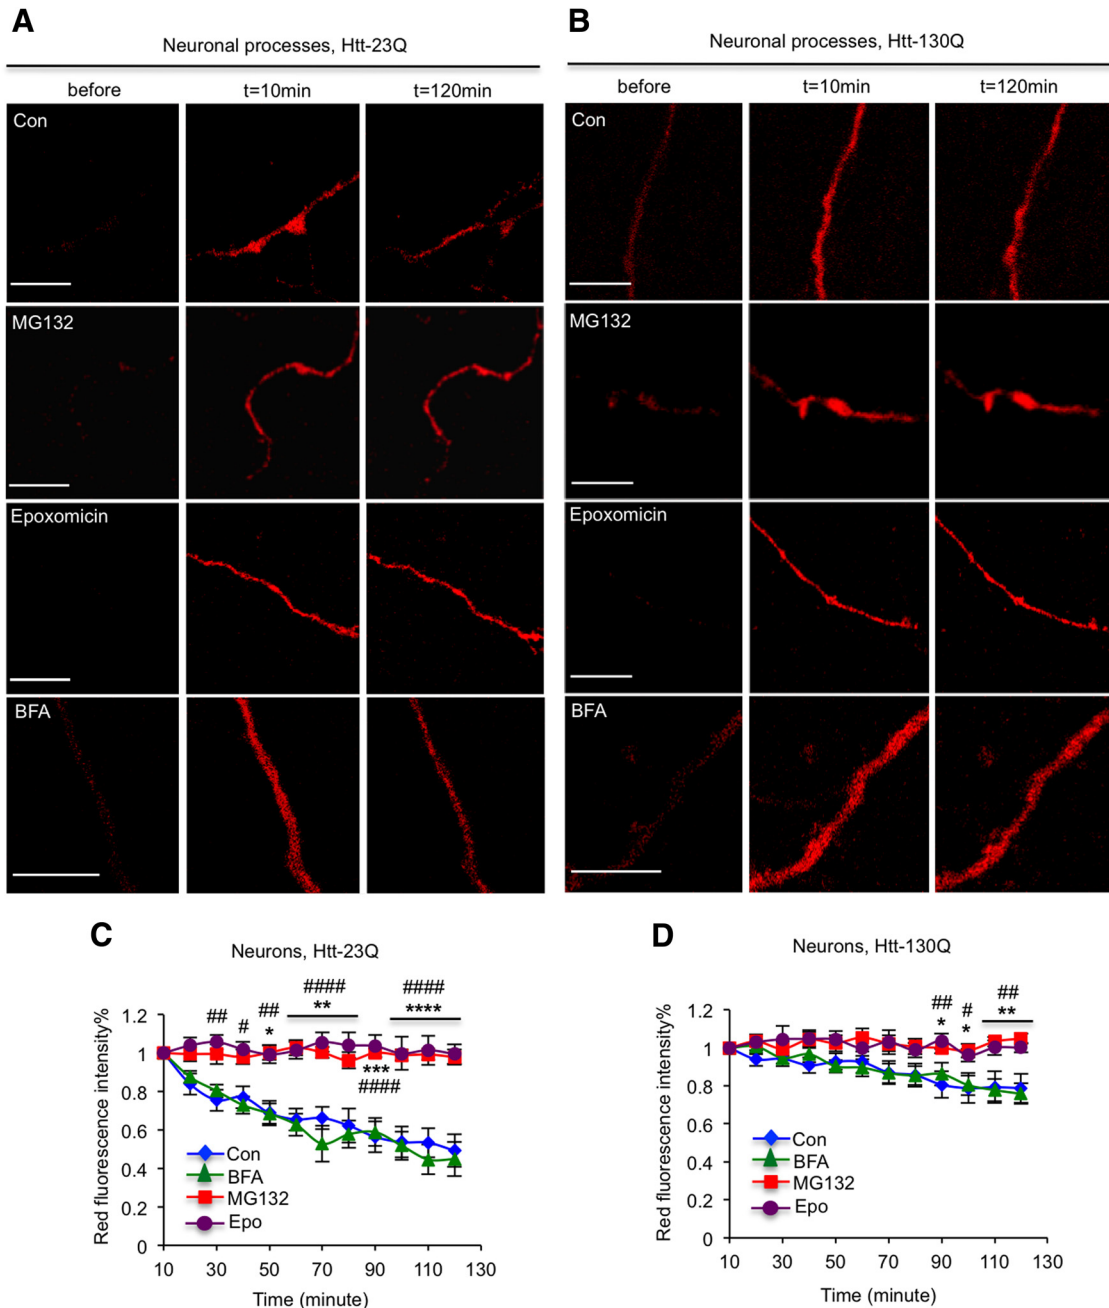 A
Neuronal processes, Htt-23Q
before t=10min t=120min
Con
MG132
Epoxomicin
BFA
B
Neuronal processes, Htt-130Q
before t=10min t=120min
Con
MG132
Epoxomicin
BFA
C
Neurons, Htt-23Q
Red fluorescence intensity%
1.2
1
0.8
0.6
0.4
0.2
0
##
#
##
*
####
**
***
####
####
****
Con
BFA
MG132
Epo
10 30 50 70 90 110 130
Time (minute)
D
Neurons, Htt-130Q
Red fluorescence intensity%
1.2
1
0.8
0.6
0.4
0.2
0
##
*
#
*
##
**
Con
BFA
MG132
Epo
10 30 50 70 90 110 130
Time (minute)